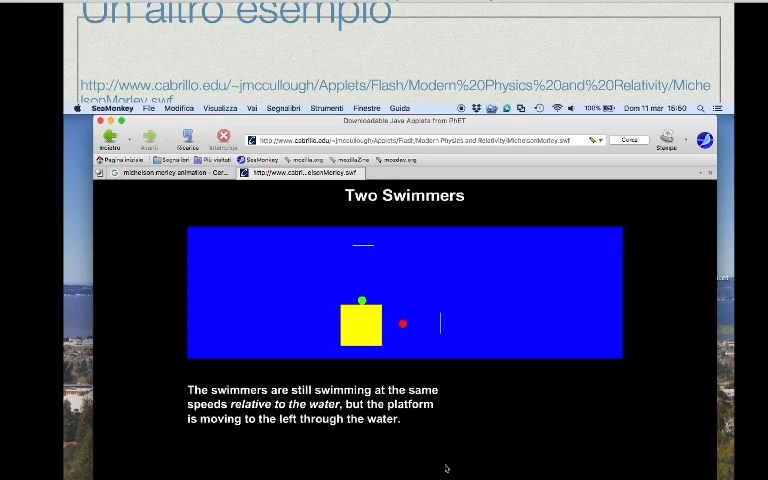 Un altro esempio
http://www.cabrillo.edu/~jmccullough/Applets/Flash/Modern%20Physics%20and%20Relativity/Miche
lsonMorley.swf
SeaMonkey File Modifica Visualizza Vai Segnalibri Strumenti Finestre Guida 100% Dom 11 mar 16:50
Downloadable Java Applets from PhET
http://www.cabrillo.edu/~jmccullough/Applets/Flash/Modern Physics and Relativity/MichelsonMorley.swf Cerca
Indietro Avanti Ricarica Interrompi Stampa
Pagina iniziale Segnalibri Più visitati SeaMonkey mozilla.org mozillaZine mozdev.org
michelson morley animation - Cer... http://www.cabri...elsonMorley.swf
Two Swimmers
The swimmers are still swimming at the same
speeds relative to the water, but the platform
is moving to the left through the water.